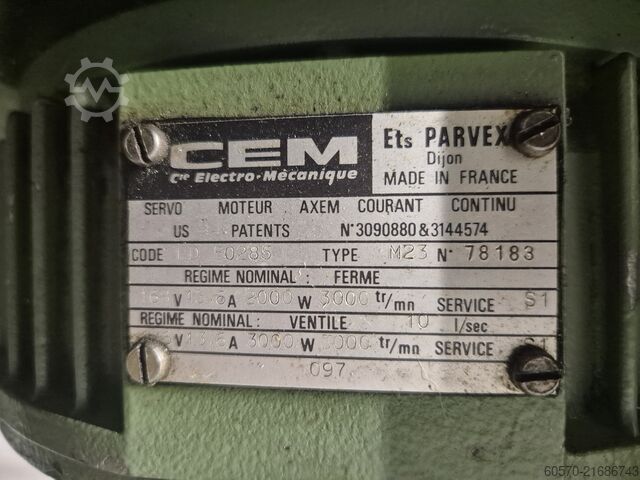 CEM
Cie Electro-Mécanique
Ets PARVEX
Dijon
MADE IN FRANCE
SERVO MOTEUR AXEM COURANT CONTINU
US PATENTS N° 3090880 & 3144574
CODE TYPE M23 N° 78183
REGIME NOMINAL : FERME
V A W 3000 tr/mn SERVICE S1
REGIME NOMINAL : VENTILE 10 l/sec
V A 3000 W tr/mn SERVICE S1
097
60570-21686743